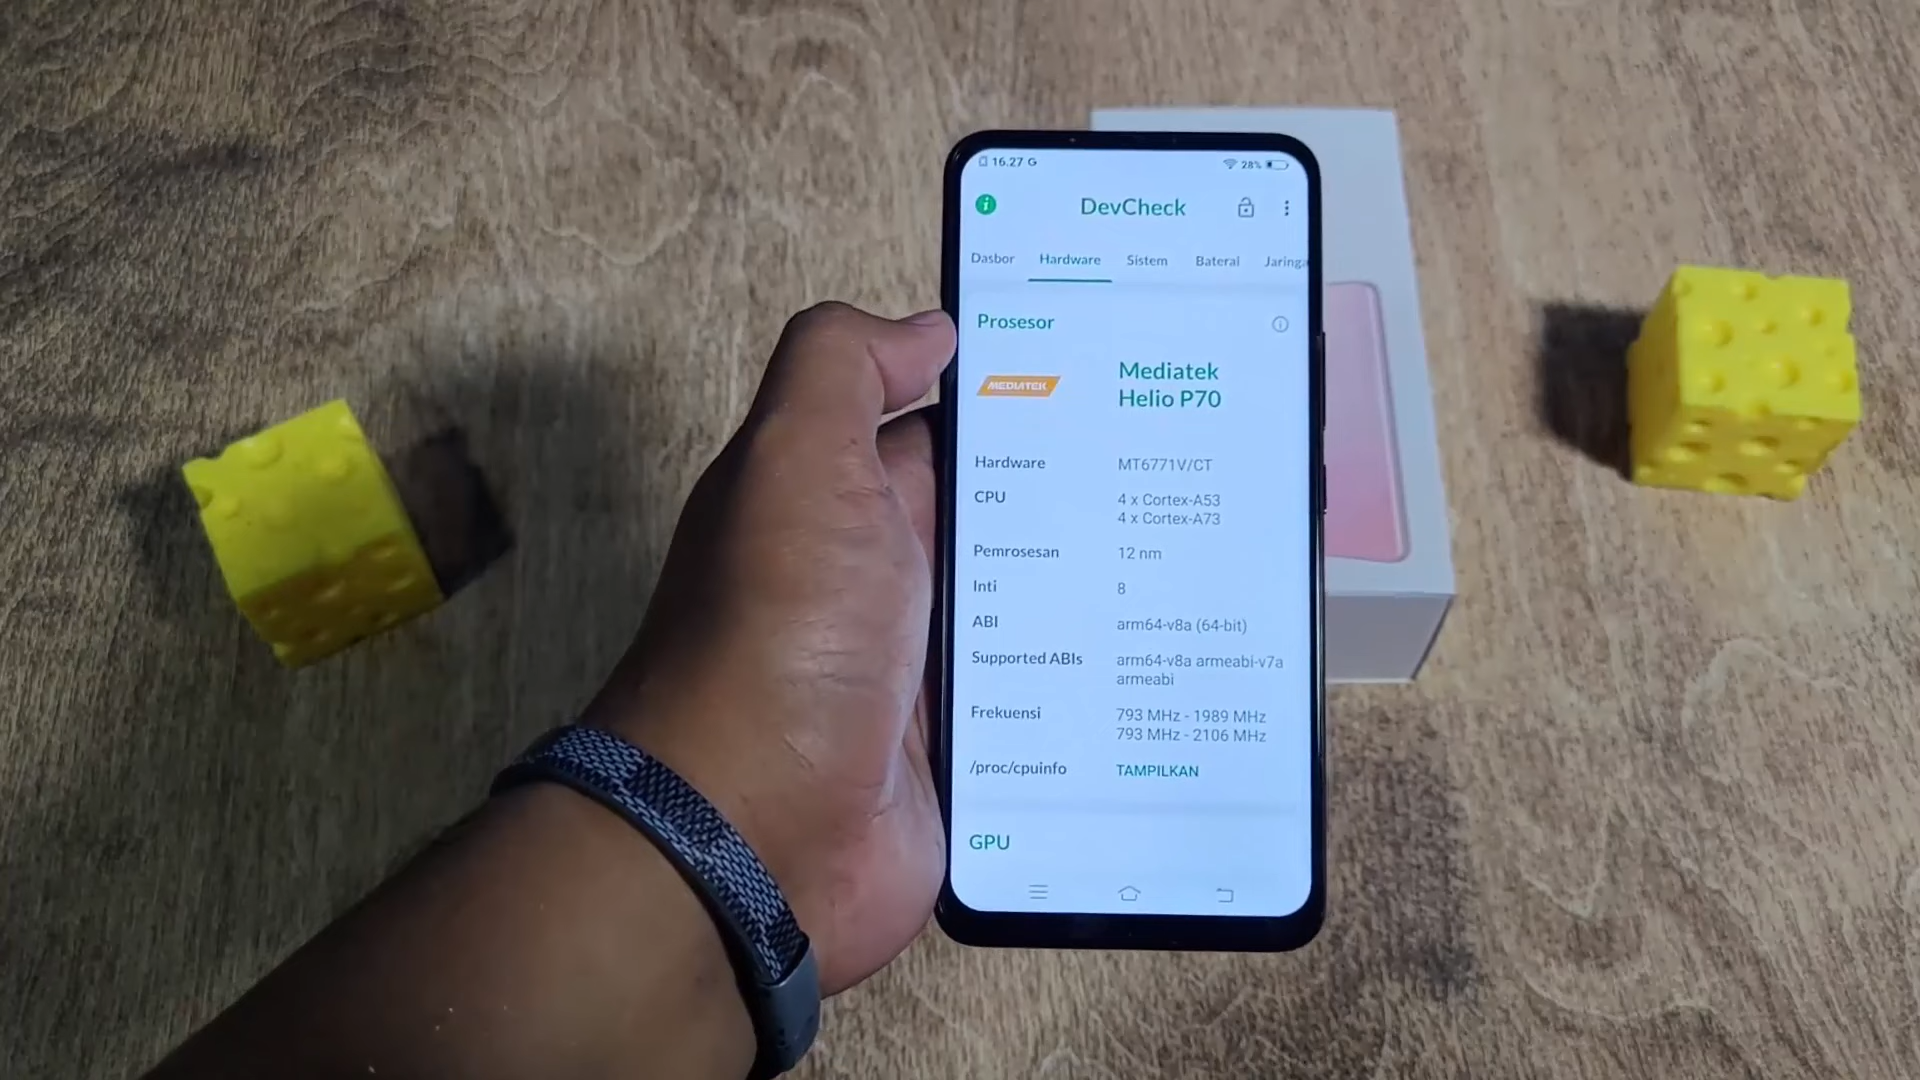 16.27 G
28%
DevCheck
Dasbor Hardware Sistem Baterai Jaringa
Prosesor
MEDIATEK
Mediatek
Helio P70
Hardware MT6771V/CT
CPU 4 x Cortex-A53
4 x Cortex-A73
Pemrosesan 12 nm
Inti 8
ABI arm64-v8a (64-bit)
Supported ABIs arm64-v8a armeabi-v7a
armeabi
Frekuensi 793 MHz - 1989 MHz
793 MHz - 2106 MHz
/proc/cpuinfo TAMPILKAN
GPU